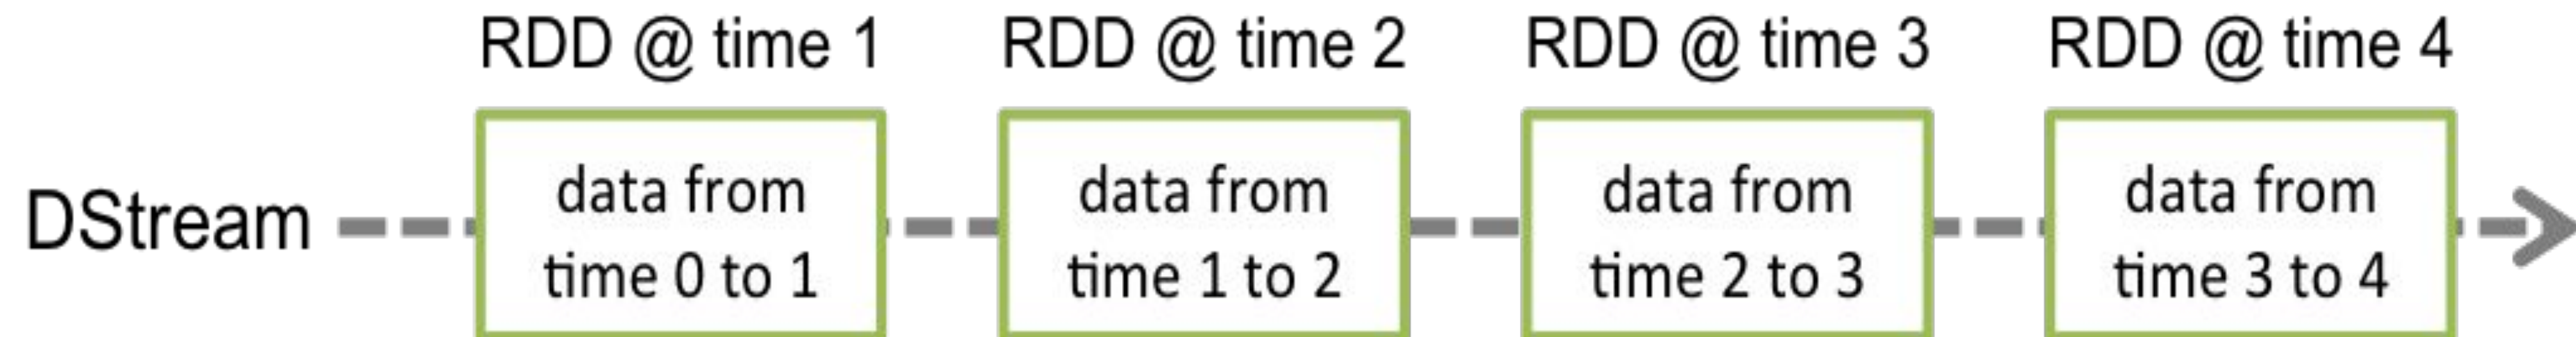 RDD @ time 1
RDD @ time 2
RDD @ time 3
RDD @ time 4
DStream
data from
time 0 to 1
data from
time 1 to 2
data from
time 2 to 3
data from
time 3 to 4